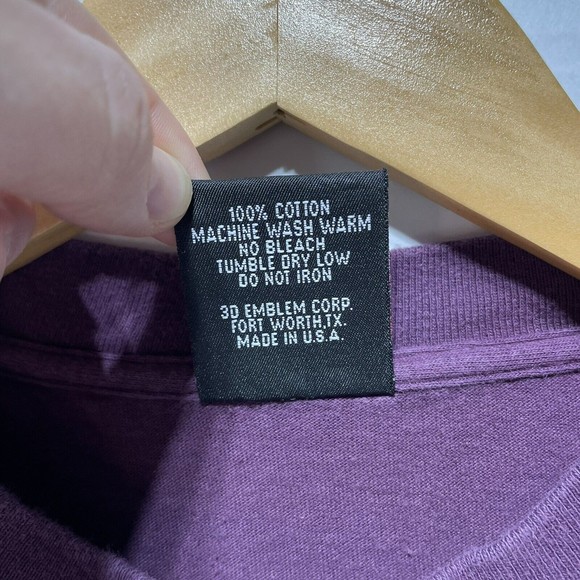 100% COTTON
MACHINE WASH WARM
NO BLEACH
TUMBLE DRY LOW
DO NOT IRON
3D EMBLEM CORP.
FORT WORTH,TX.
MADE IN U.S.A.